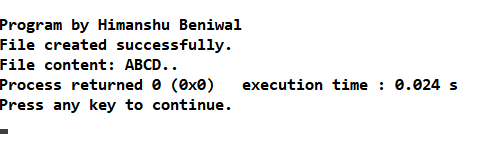 Program by Himanshu Beniwal
File created successfully.
File content: ABCD..
Process returned 0 (0x0)   execution time : 0.024 s
Press any key to continue.